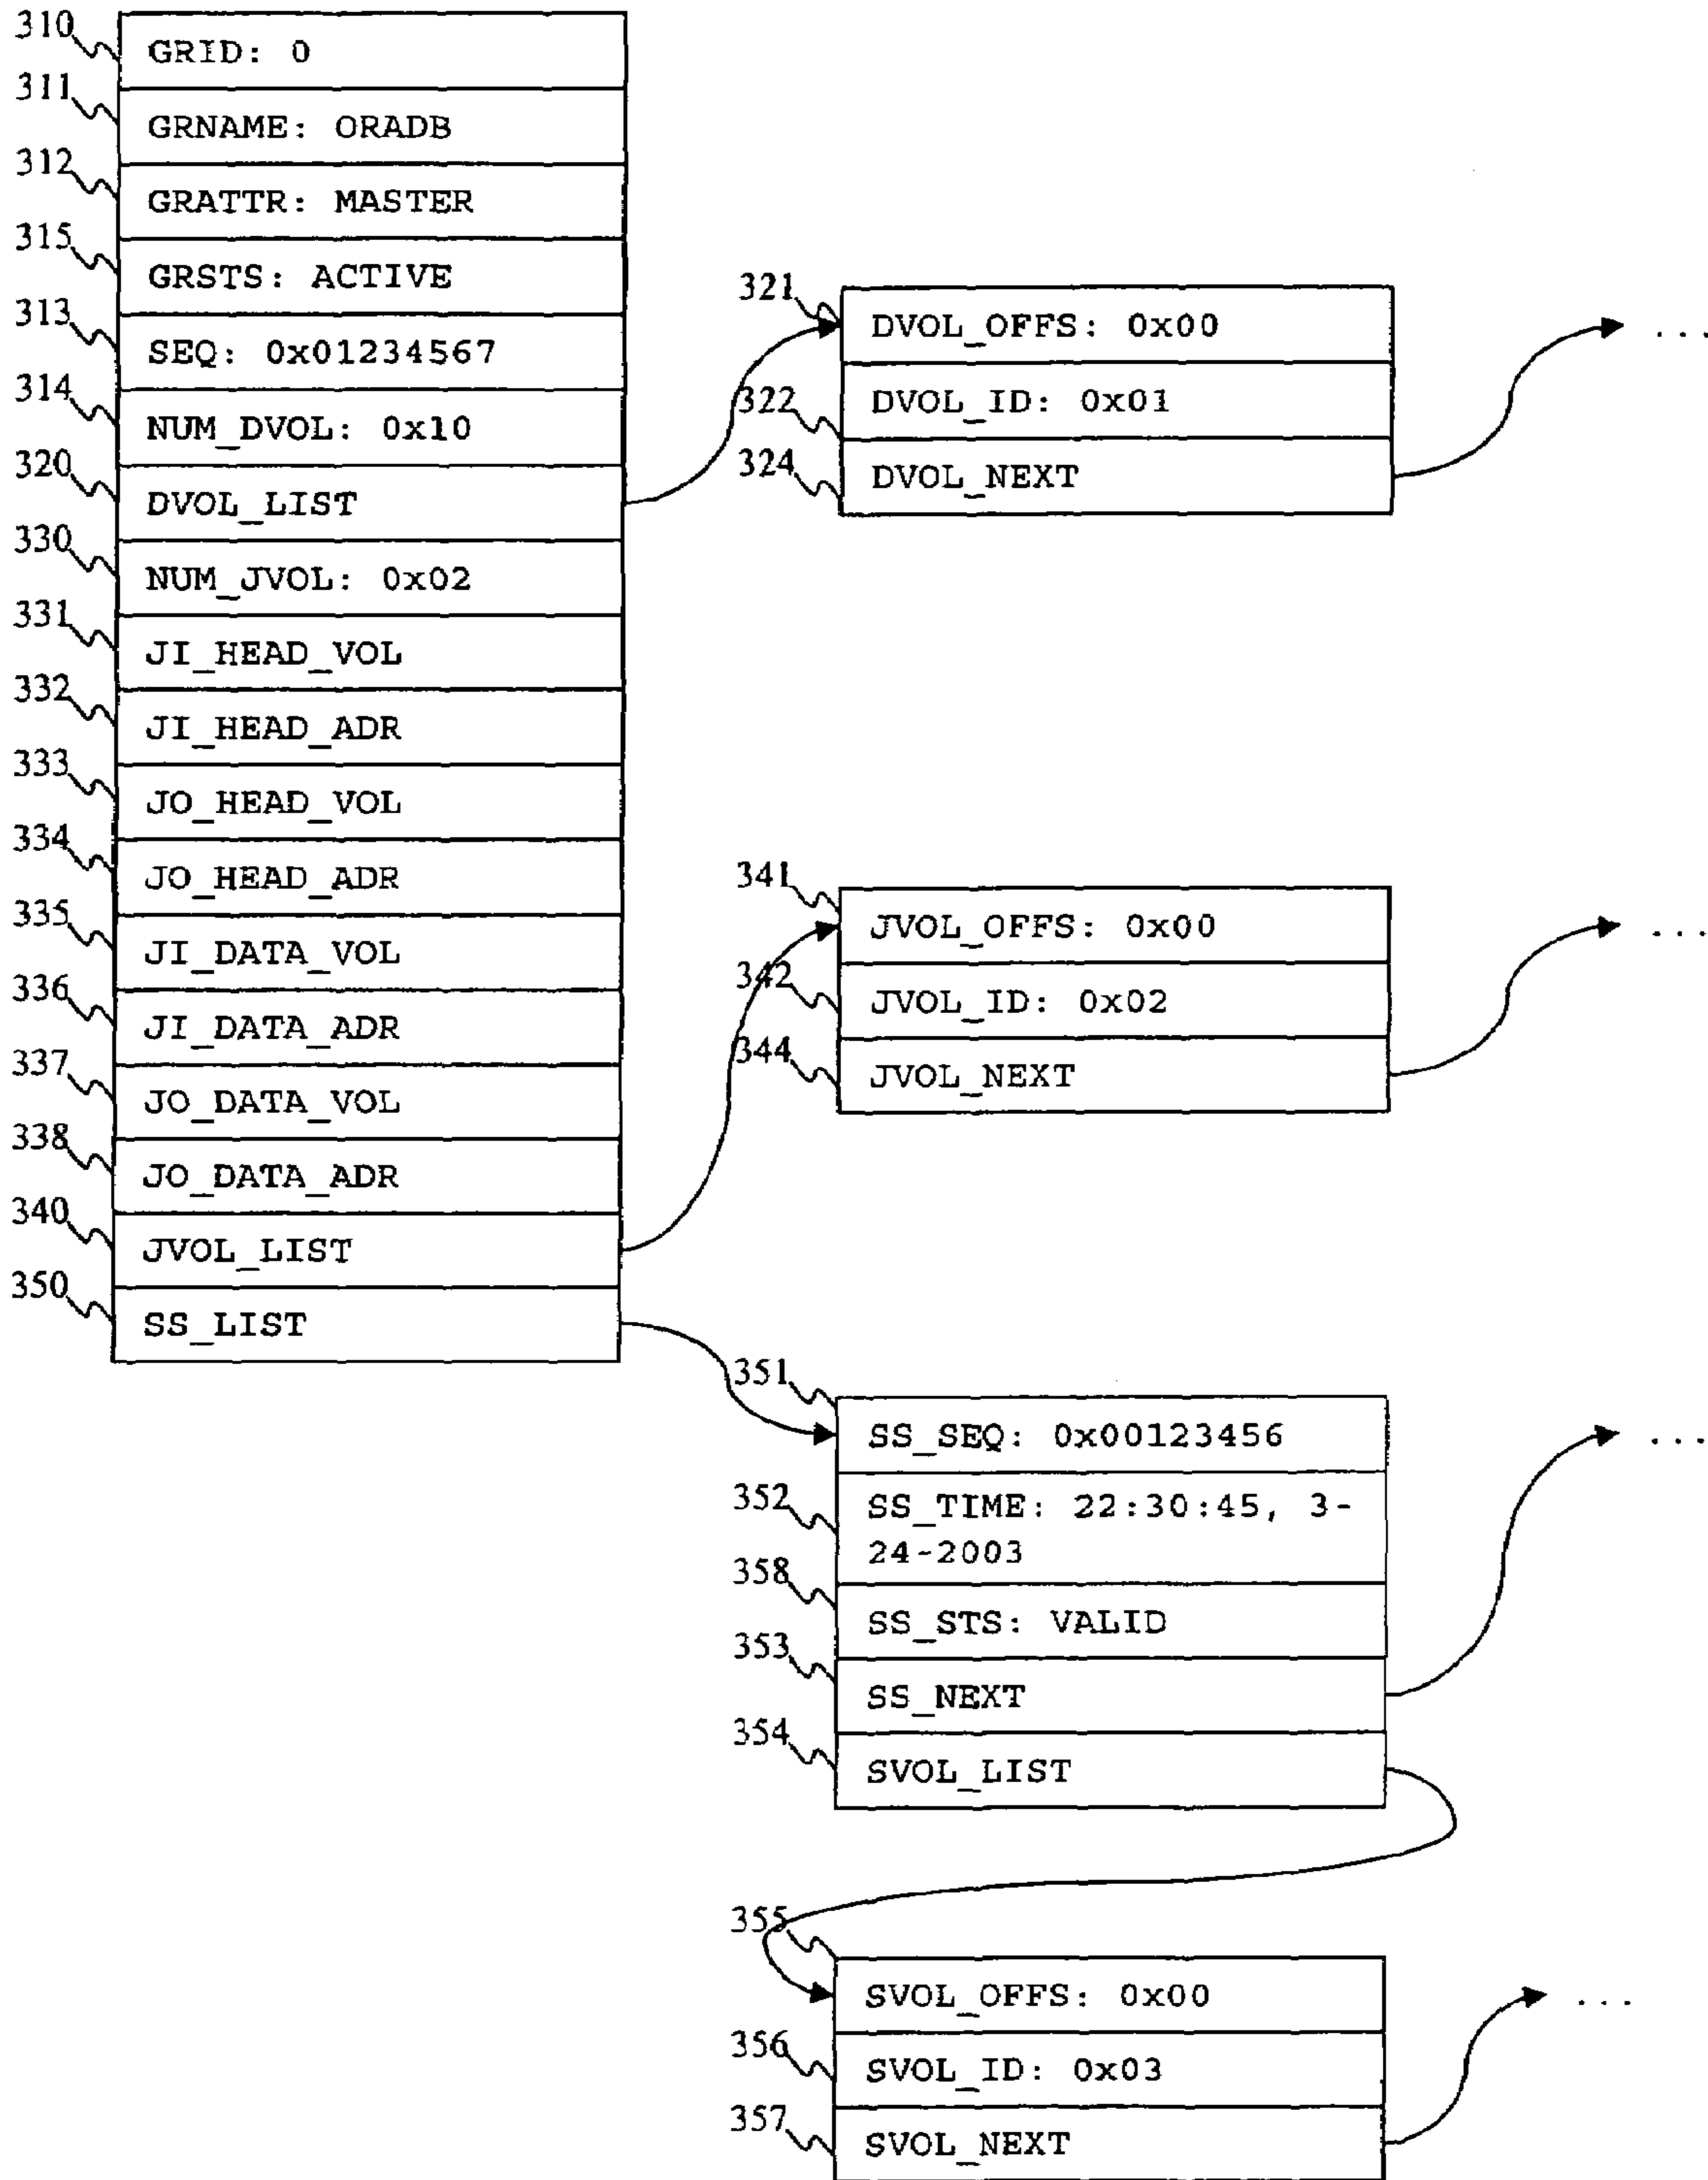 310
GRID: 0
311
GRNAME: ORADB
312
GRATTR: MASTER
315
GRSTS: ACTIVE
313
SEQ: 0x01234567
314
NUM_DVOL: 0x10
320
DVOL_LIST
330
NUM_JVOL: 0x02
331
JI_HEAD_VOL
332
JI_HEAD_ADR
333
JO_HEAD_VOL
334
JO_HEAD_ADR
335
JI_DATA_VOL
336
JI_DATA_ADR
337
JO_DATA_VOL
338
JO_DATA_ADR
340
JVOL_LIST
350
SS_LIST
321
DVOL_OFFS: 0x00
...
322
DVOL_ID: 0x01
324
DVOL_NEXT
341
JVOL_OFFS: 0x00
...
342
JVOL_ID: 0x02
344
JVOL_NEXT
351
SS_SEQ: 0x00123456
...
352
SS_TIME: 22:30:45, 3-
24-2003
358
SS_STS: VALID
353
SS_NEXT
354
SVOL_LIST
355
SVOL_OFFS: 0x00
...
356
SVOL_ID: 0x03
357
SVOL_NEXT